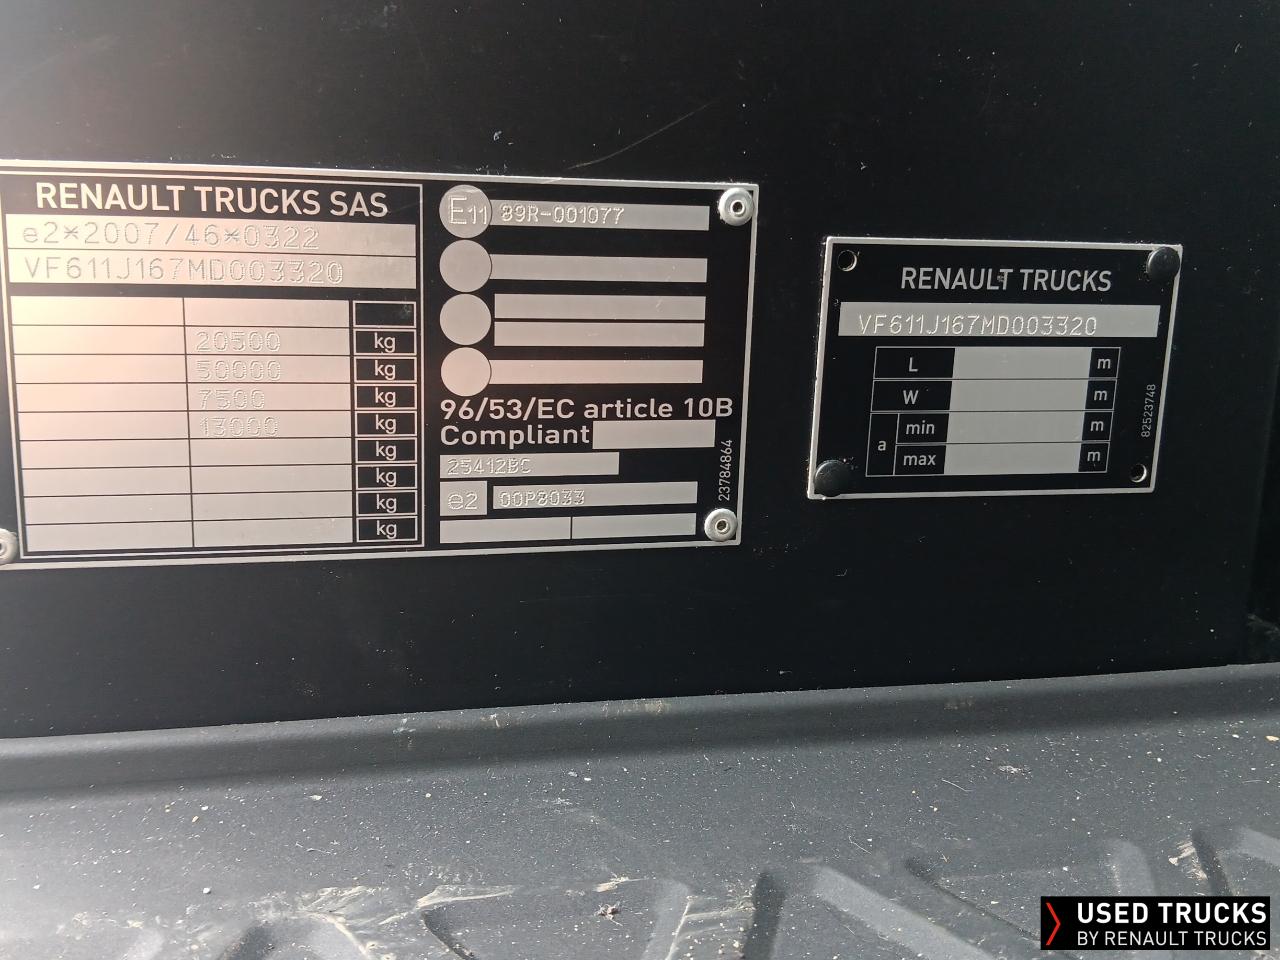 RENAULT TRUCKS SAS
e2*2007/46*0322
VF611J167MD003320
20500 kg
50000 kg
7500 kg
13000 kg
kg
kg
kg
kg
E11 89R-001077
96/53/EC article 10B
Compliant
25412BC
e2 00P8033
23784864
RENAULT TRUCKS
VF611J167MD003320
L m
W m
a
min m
max m
82523748
USED TRUCKS
BY RENAULT TRUCKS